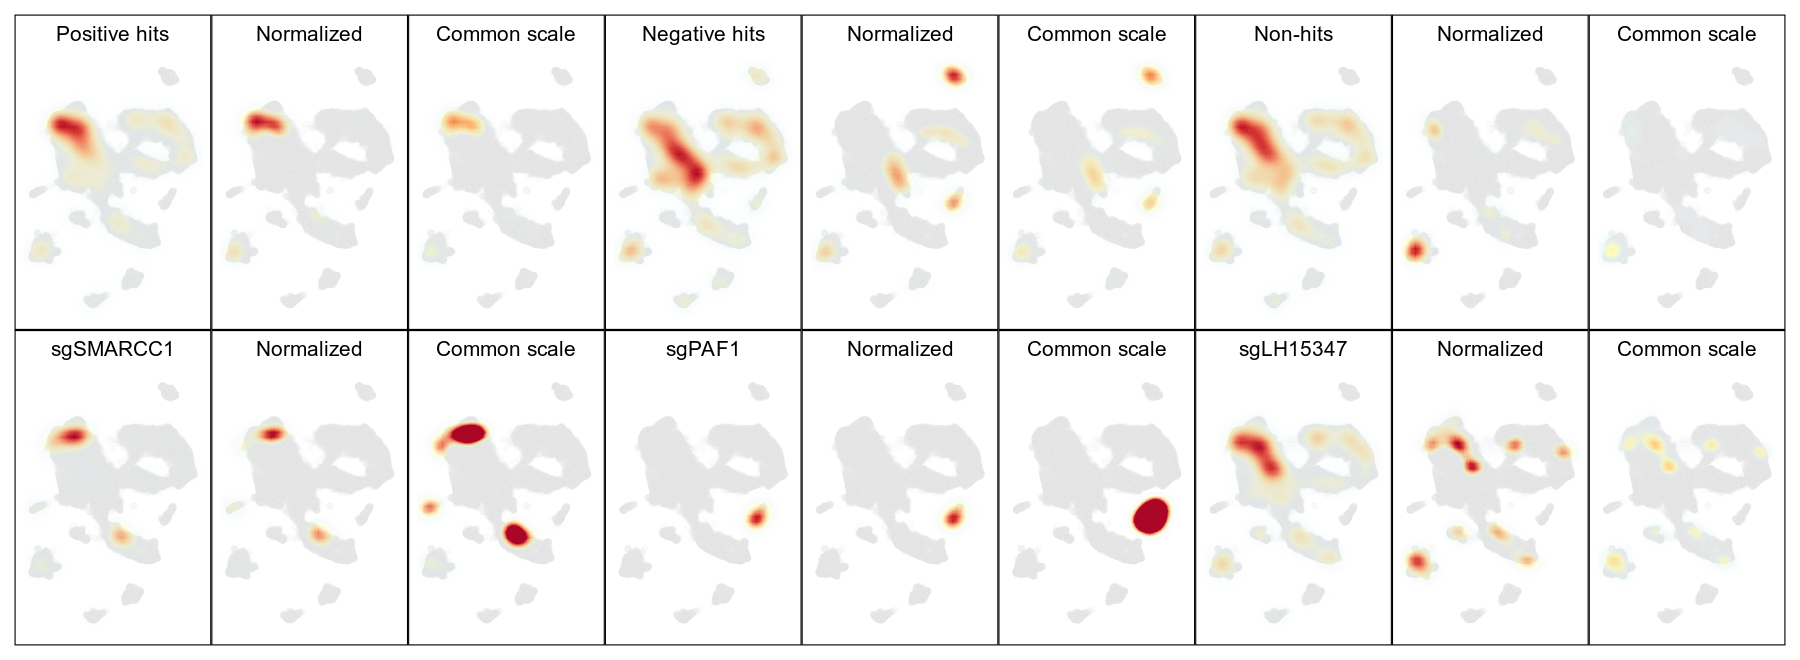 Positive hits
Normalized
Common scale
Negative hits
Normalized
Common scale
Non-hits
Normalized
Common scale
sgSMARCC1
Normalized
Common scale
sgPAF1
Normalized
Common scale
sgLH15347
Normalized
Common scale